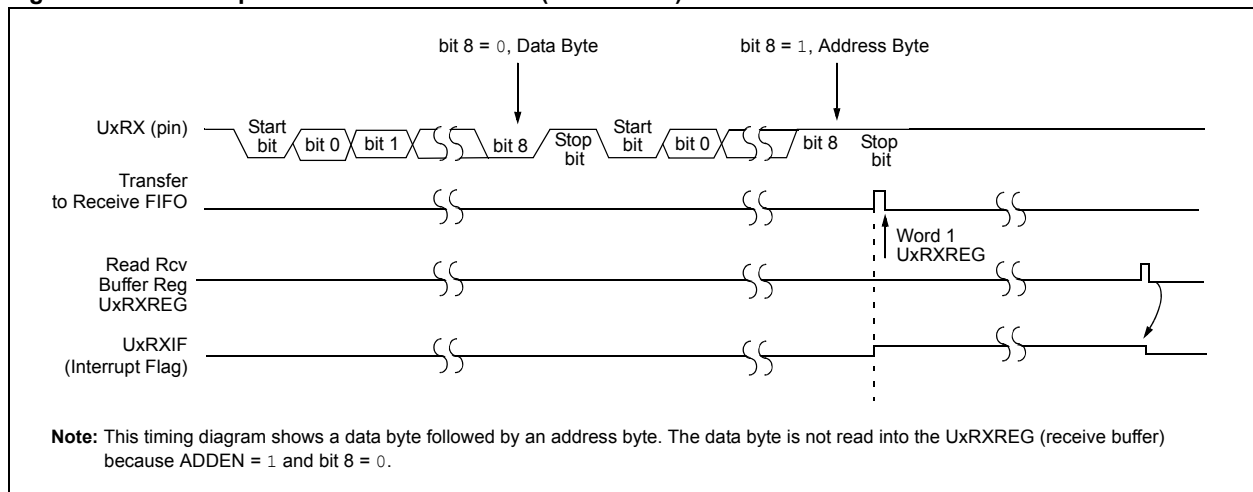 bit 8 = 0, Data Byte
bit 8 = 1, Address Byte
UxRX (pin)
Start
bit
bit 0
bit 1
bit 8
Stop
bit
Start
bit
bit 0
bit 8
Stop
bit
Transfer
to Receive FIFO
Word 1
UxRXREG
Read Rcv
Buffer Reg
UxRXREG
UxRXIF
(Interrupt Flag)
Note: This timing diagram shows a data byte followed by an address byte. The data byte is not read into the UxRXREG (receive buffer)
because ADDEN = 1 and bit 8 = 0.